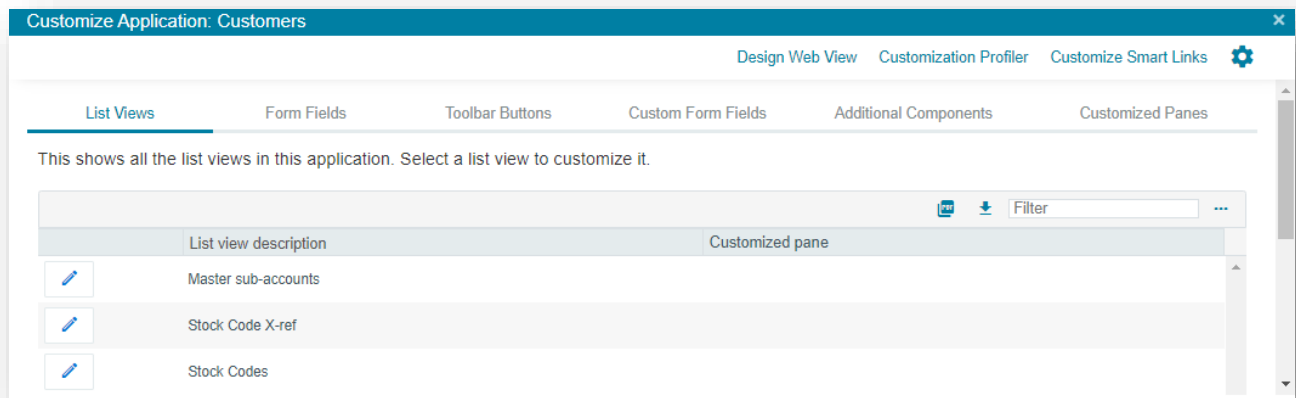 Customize Application: Customers
Design Web View Customization Profiler Customize Smart Links
List Views Form Fields Toolbar Buttons Custom Form Fields Additional Components Customized Panes
This shows all the list views in this application. Select a list view to customize it.
PDF Filter
List view description Customized pane
Master sub-accounts
Stock Code X-ref
Stock Codes